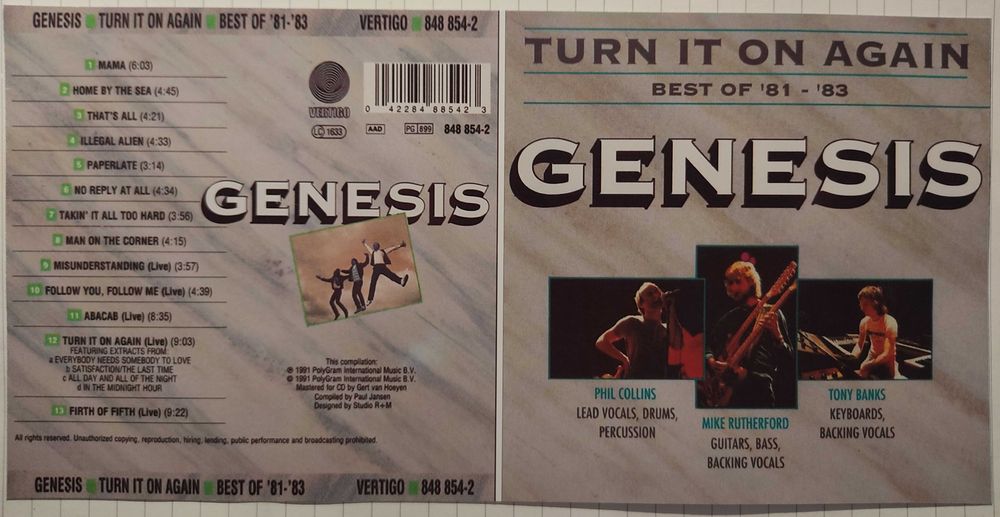 GENESIS TURN IT ON AGAIN BEST OF '81-'83 VERTIGO 848 854-2
1 MAMA (6:03)
2 HOME BY THE SEA (4:45)
3 THAT'S ALL (4:21)
4 ILLEGAL ALIEN (4:33)
5 PAPERLATE (3:14)
6 NO REPLY AT ALL (4:34)
7 TAKIN' IT ALL TOO HARD (3:56)
8 MAN ON THE CORNER (4:15)
9 MISUNDERSTANDING (Live) (3:57)
10 FOLLOW YOU, FOLLOW ME (Live) (4:39)
11 ABACAB (Live) (8:35)
12 TURN IT ON AGAIN (Live) (9:03)
FEATURING EXTRACTS FROM:
a EVERYBODY NEEDS SOMEBODY TO LOVE
b SATISFACTION/THE LAST TIME
c ALL DAY AND ALL OF THE NIGHT
d IN THE MIDNIGHT HOUR
13 FIRTH OF FIFTH (Live) (9:22)
VERTIGO
0 42284 88542 3
LC 1633 AAD PG 899 848 854-2
GENESIS
This compilation:
℗ 1991 PolyGram International Music B.V.
© 1991 PolyGram International Music B.V.
Mastered for CD by Gert van Hoeyen
Compiled by Paul Jansen
Designed by Studio R+M
All rights reserved. Unauthorized copying, reproduction, hiring, lending, public performance and broadcasting prohibited.
GENESIS TURN IT ON AGAIN BEST OF '81-'83 VERTIGO 848 854-2
TURN IT ON AGAIN
BEST OF '81 - '83
GENESIS
PHIL COLLINS
LEAD VOCALS, DRUMS,
PERCUSSION
MIKE RUTHERFORD
GUITARS, BASS,
BACKING VOCALS
TONY BANKS
KEYBOARDS,
BACKING VOCALS